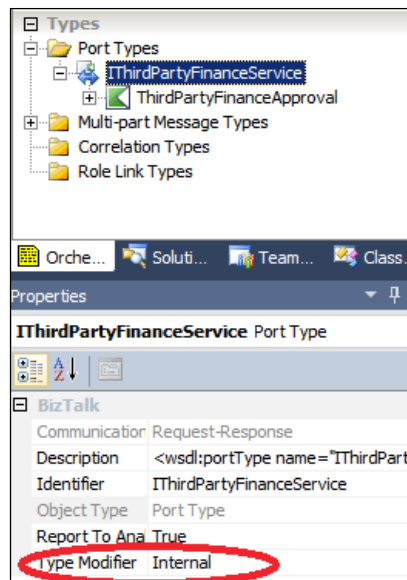 Types
Port Types
IThirdPartyFinanceService
ThirdPartyFinanceApproval
Multi-part Message Types
Correlation Types
Role Link Types
Orche... Soluti... Team... Class.
Properties
IThirdPartyFinanceService Port Type
BizTalk
Communication Request-Response
Description <wsdl:portType name="IThirdPart
Identifier IThirdPartyFinanceService
Object Type Port Type
Report To Ana True
Type Modifier Internal